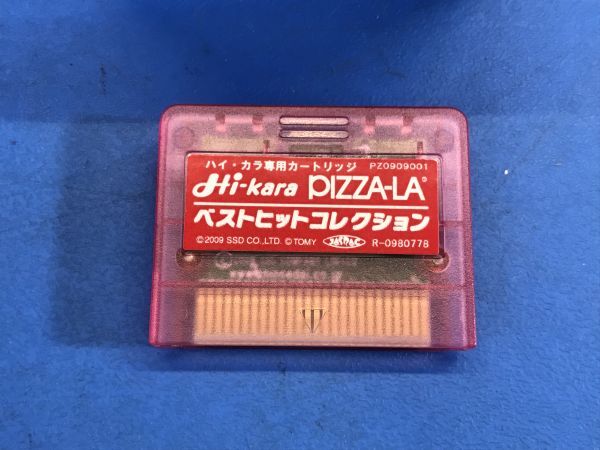 ハイ・カラ専用カートリッジ PZ0909001
Hi-kara PIZZA-LA®
ベストヒットコレクション
©2009 SSD CO.,LTD. © TOMY JASRAC R-0980778